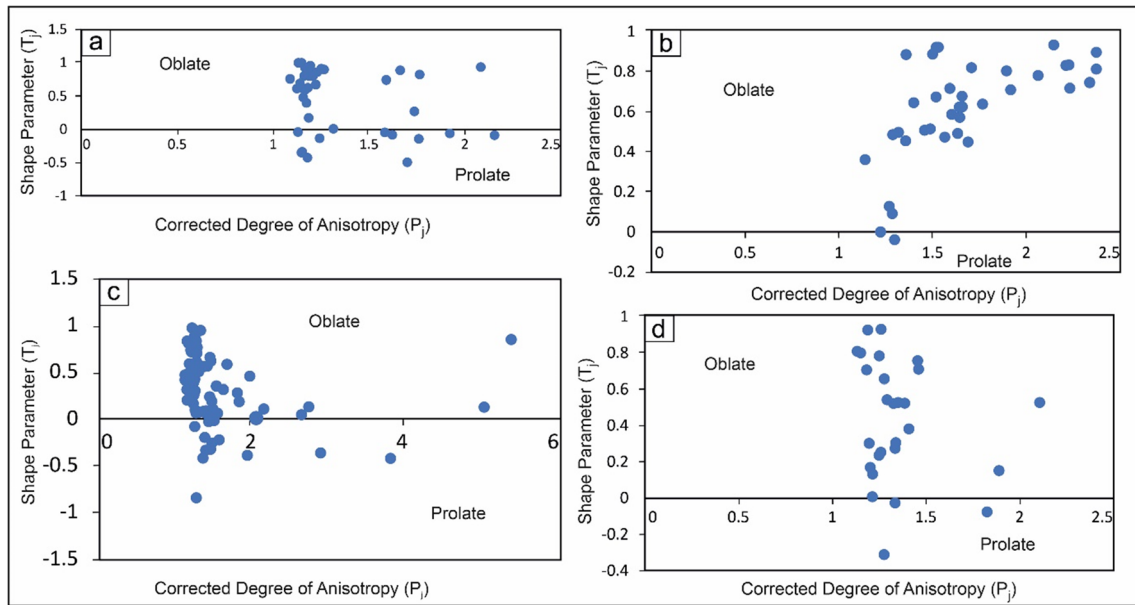 a
1.5
1
0.5
0
-0.5
-1
Shape Parameter (Tj)
Oblate
Prolate
0
0.5
1
1.5
2
2.5
Corrected Degree of Anisotropy (Pj)
b
1
0.8
0.6
0.4
0.2
0
-0.2
Shape Parameter (Tj)
Oblate
Prolate
0
0.5
1
1.5
2
2.5
Corrected Degree of Anisotropy (Pj)
c
1.5
1
0.5
0
-0.5
-1
-1.5
Shape Parameter (Tj)
Oblate
Prolate
0
2
4
6
Corrected Degree of Anisotropy (Pj)
d
1
0.8
0.6
0.4
0.2
0
-0.2
-0.4
Shape Parameter (Tj)
Oblate
Prolate
0
0.5
1
1.5
2
2.5
Corrected Degree of Anisotropy (Pj)